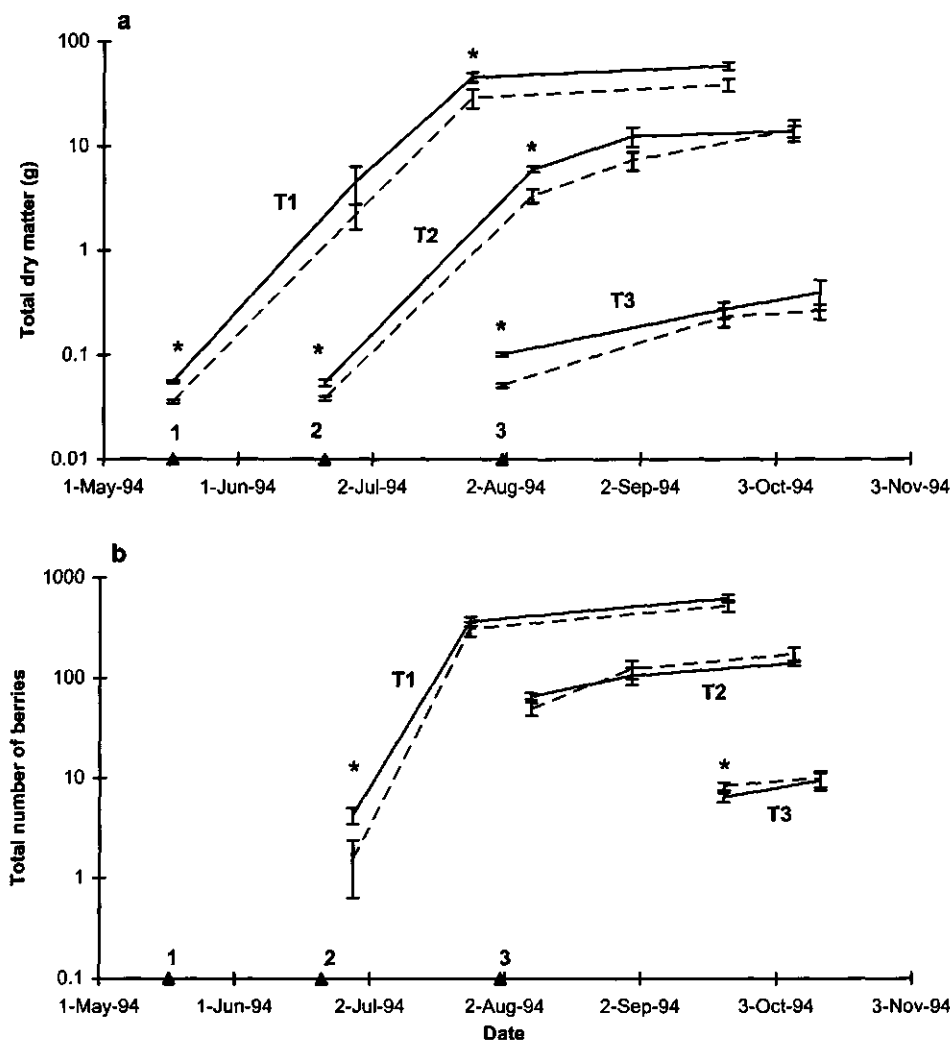 a
100
10
1
0.1
0.01
Total dry matter (g)
*
*
*
*
*
T1
T2
T3
1
2
3
1-May-94 1-Jun-94 2-Jul-94 2-Aug-94 2-Sep-94 3-Oct-94 3-Nov-94
b
1000
100
10
1
0.1
Total number of berries
T1
T2
*
*
T3
1
2
3
1-May-94 1-Jun-94 2-Jul-94 2-Aug-94 2-Sep-94 3-Oct-94 3-Nov-94
Date